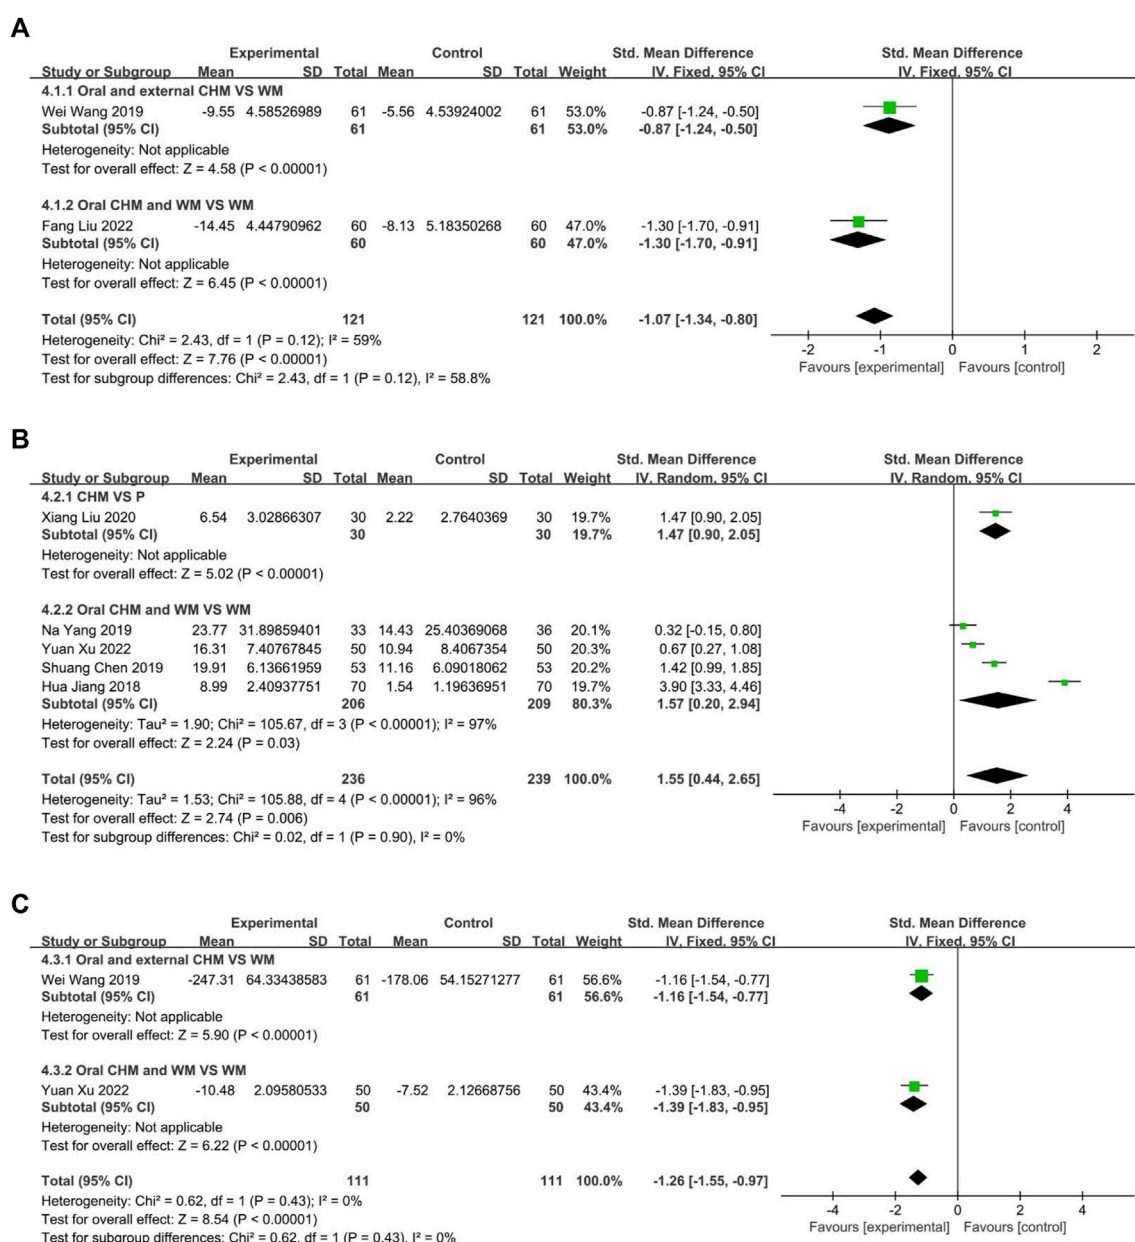 A
Experimental Control Std. Mean Difference Std. Mean Difference
Study or Subgroup Mean SD Total Mean SD Total Weight IV, Fixed, 95% CI IV, Fixed, 95% CI
4.1.1 Oral and external CHM VS WM
Wei Wang 2019 -9.55 4.58526989 61 -5.56 4.53924002 61 53.0% -0.87 [-1.24, -0.50]
Subtotal (95% CI) 61 61 53.0% -0.87 [-1.24, -0.50]
Heterogeneity: Not applicable
Test for overall effect: Z = 4.58 (P < 0.00001)
4.1.2 Oral CHM and WM VS WM
Fang Liu 2022 -14.45 4.44790962 60 -8.13 5.18350268 60 47.0% -1.30 [-1.70, -0.91]
Subtotal (95% CI) 60 60 47.0% -1.30 [-1.70, -0.91]
Heterogeneity: Not applicable
Test for overall effect: Z = 6.45 (P < 0.00001)
Total (95% CI) 121 121 100.0% -1.07 [-1.34, -0.80]
Heterogeneity: Chi² = 2.43, df = 1 (P = 0.12); I² = 59%
Test for overall effect: Z = 7.76 (P < 0.00001)
Test for subgroup differences: Chi² = 2.43, df = 1 (P = 0.12), I² = 58.8%
-2 -1 0 1 2
Favours [experimental] Favours [control]
B
Experimental Control Std. Mean Difference Std. Mean Difference
Study or Subgroup Mean SD Total Mean SD Total Weight IV, Random, 95% CI IV, Random, 95% CI
4.2.1 CHM VS P
Xiang Liu 2020 6.54 3.02866307 30 2.22 2.7640369 30 19.7% 1.47 [0.90, 2.05]
Subtotal (95% CI) 30 30 19.7% 1.47 [0.90, 2.05]
Heterogeneity: Not applicable
Test for overall effect: Z = 5.02 (P < 0.00001)
4.2.2 Oral CHM and WM VS WM
Na Yang 2019 23.77 31.89859401 33 14.43 25.40369068 36 20.1% 0.32 [-0.15, 0.80]
Yuan Xu 2022 16.31 7.40767845 50 10.94 8.4067354 50 20.3% 0.67 [0.27, 1.08]
Shuang Chen 2019 19.91 6.13661959 53 11.16 6.09018062 53 20.2% 1.42 [0.99, 1.85]
Hua Jiang 2018 8.99 2.40937751 70 1.54 1.19636951 70 19.7% 3.90 [3.33, 4.46]
Subtotal (95% CI) 206 209 80.3% 1.57 [0.20, 2.94]
Heterogeneity: Tau² = 1.90; Chi² = 105.67, df = 3 (P < 0.00001); I² = 97%
Test for overall effect: Z = 2.24 (P = 0.03)
Total (95% CI) 236 239 100.0% 1.55 [0.44, 2.65]
Heterogeneity: Tau² = 1.53; Chi² = 105.88, df = 4 (P < 0.00001); I² = 96%
Test for overall effect: Z = 2.74 (P = 0.006)
Test for subgroup differences: Chi² = 0.02, df = 1 (P = 0.90), I² = 0%
-4 -2 0 2 4
Favours [experimental] Favours [control]
C
Experimental Control Std. Mean Difference Std. Mean Difference
Study or Subgroup Mean SD Total Mean SD Total Weight IV, Fixed, 95% CI IV, Fixed, 95% CI
4.3.1 Oral and external CHM VS WM
Wei Wang 2019 -247.31 64.33438583 61 -178.06 54.15271277 61 56.6% -1.16 [-1.54, -0.77]
Subtotal (95% CI) 61 61 56.6% -1.16 [-1.54, -0.77]
Heterogeneity: Not applicable
Test for overall effect: Z = 5.90 (P < 0.00001)
4.3.2 Oral CHM and WM VS WM
Yuan Xu 2022 -10.48 2.09580533 50 -7.52 2.12668756 50 43.4% -1.39 [-1.83, -0.95]
Subtotal (95% CI) 50 50 43.4% -1.39 [-1.83, -0.95]
Heterogeneity: Not applicable
Test for overall effect: Z = 6.22 (P < 0.00001)
Total (95% CI) 111 111 100.0% -1.26 [-1.55, -0.97]
Heterogeneity: Chi² = 0.62, df = 1 (P = 0.43); I² = 0%
Test for overall effect: Z = 8.54 (P < 0.00001)
Test for subgroup differences: Chi² = 0.62, df = 1 (P = 0.43), I² = 0%
-4 -2 0 2 4
Favours [experimental] Favours [control]